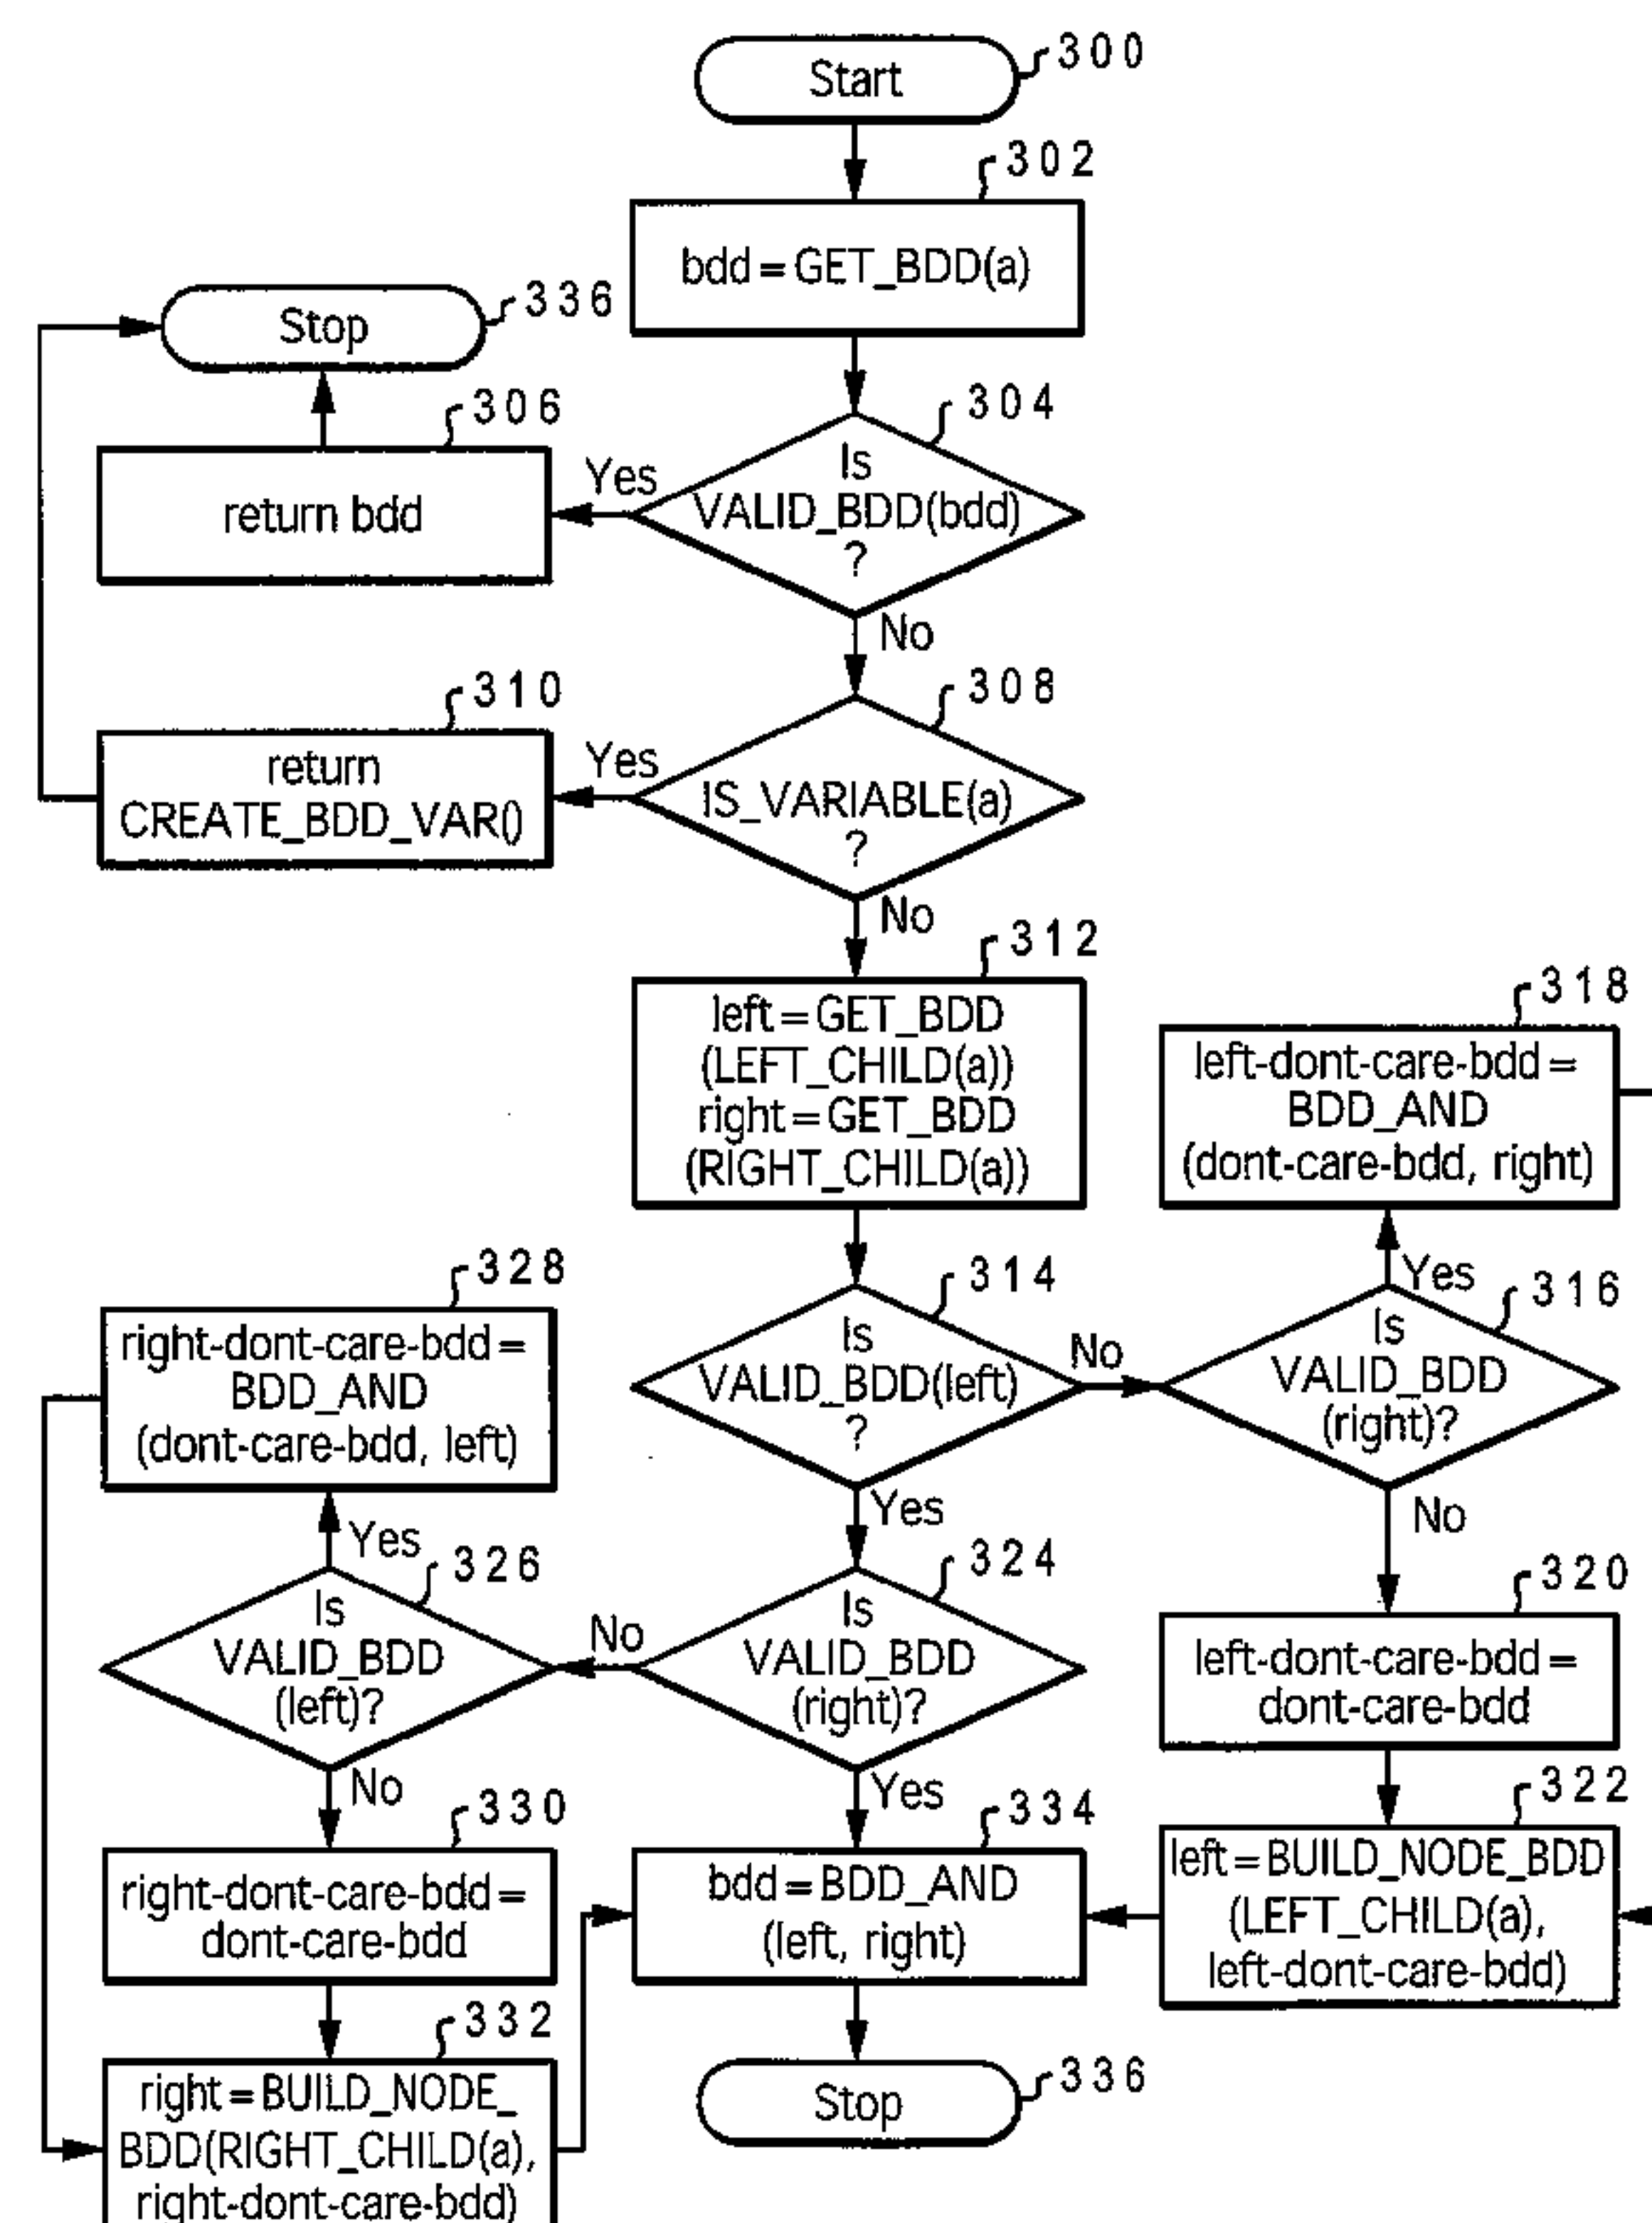 Start
300
302
bdd = GET_BDD(a)
Stop
336
306
return bdd
Yes
304
Is
VALID_BDD(bdd)
?
No
310
return
CREATE_BDD_VAR()
Yes
308
IS_VARIABLE(a)
?
No
312
left = GET_BDD
(LEFT_CHILD(a))
right = GET_BDD
(RIGHT_CHILD(a))
318
left-dont-care-bdd =
BDD_AND
(dont-care-bdd, right)
Yes
328
right-dont-care-bdd =
BDD_AND
(dont-care-bdd, left)
314
Is
VALID_BDD(left)
?
No
316
Is
VALID_BDD
(right)?
Yes
No
Yes
326
Is
VALID_BDD
(left)?
No
324
Is
VALID_BDD
(right)?
320
left-dont-care-bdd =
dont-care-bdd
No
Yes
330
right-dont-care-bdd =
dont-care-bdd
334
bdd = BDD_AND
(left, right)
322
left = BUILD_NODE_BDD
(LEFT_CHILD(a),
left-dont-care-bdd)
332
right = BUILD_NODE_
BDD(RIGHT_CHILD(a),
right-dont-care-bdd)
Stop
336